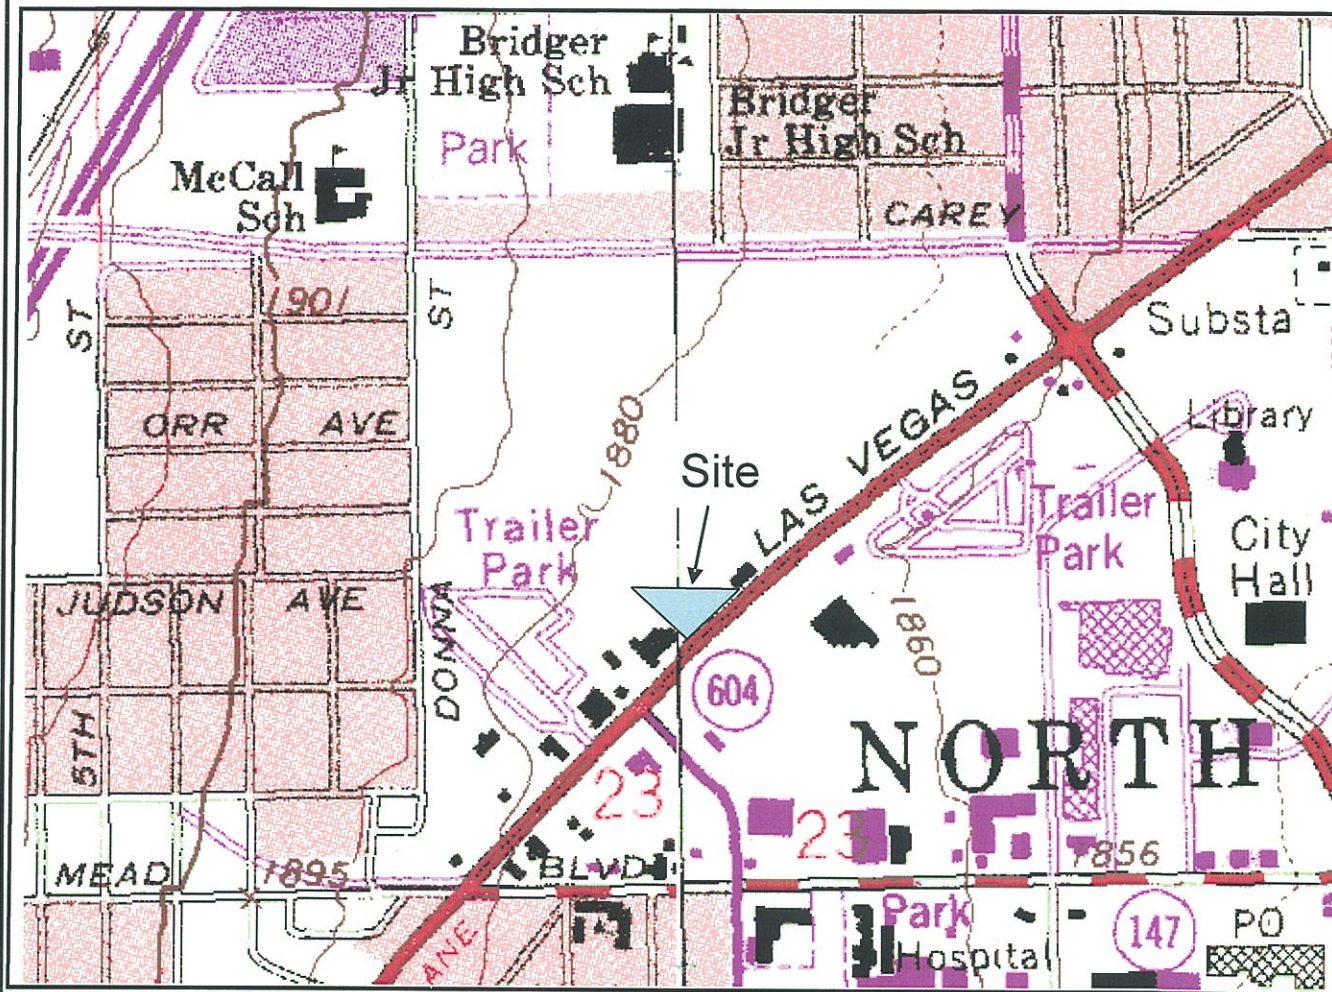 Bridger
Jr High Sch
Bridger
Jr High Sch
Park
McCall
Sch
CAREY
1901
ST
ST
Substa
ORR AVE
1880
LAS VEGAS
Library
Site
Trailer
Park
Trailer
Park
City
Hall
JUDSON AVE
DONNA
1860
604
5TH
NORTH
23
23
MEAD
1895
BLVD
1856
ANE
Park
Hospital
147
PO